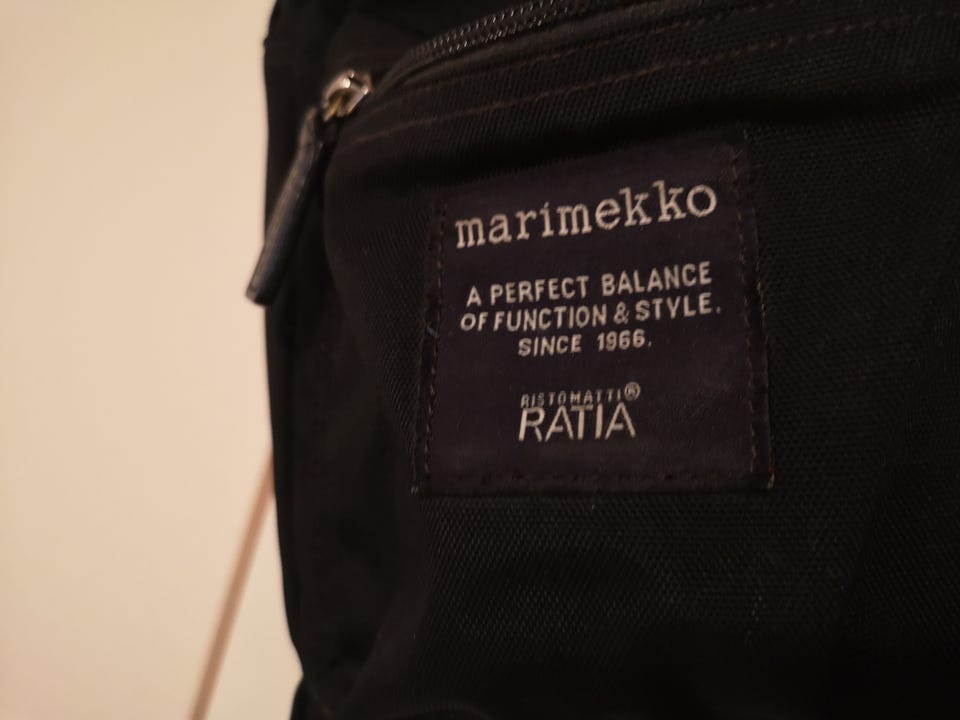 marimekko
A PERFECT BALANCE
OF FUNCTION & STYLE.
SINCE 1966.
RISTOMATTI®
RATIA